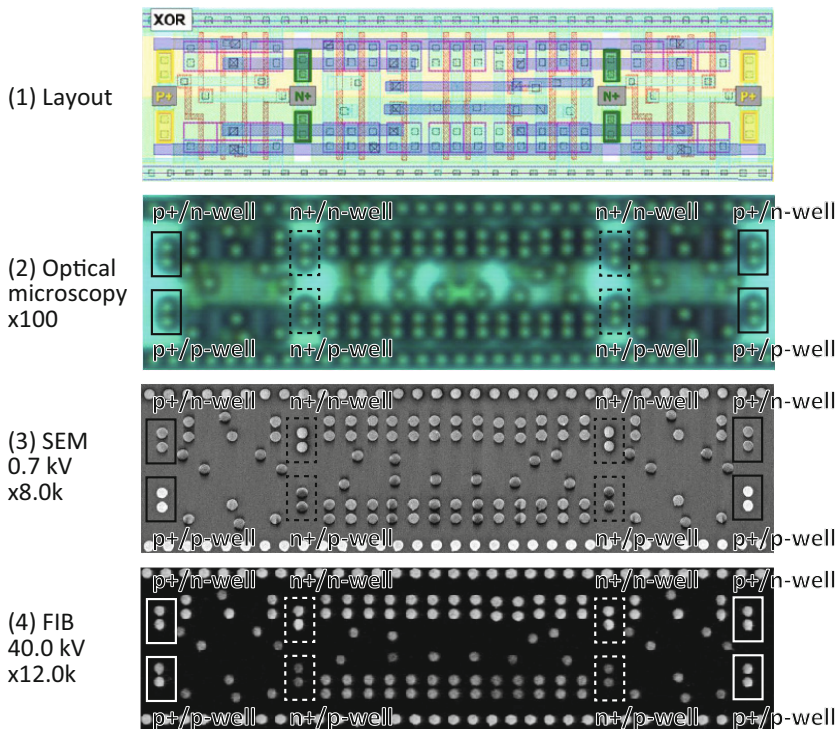 XOR
(1) Layout
P+
N+
N+
P+
p+/n-well
n+/n-well
n+/n-well
p+/n-well
(2) Optical
microscopy
x100
p+/p-well
n+/p-well
n+/p-well
p+/p-well
p+/n-well
n+/n-well
n+/n-well
p+/n-well
(3) SEM
0.7 kV
x8.0k
p+/p-well
n+/p-well
n+/p-well
p+/p-well
p+/n-well
n+/n-well
n+/n-well
p+/n-well
(4) FIB
40.0 kV
x12.0k
p+/p-well
n+/p-well
n+/p-well
p+/p-well